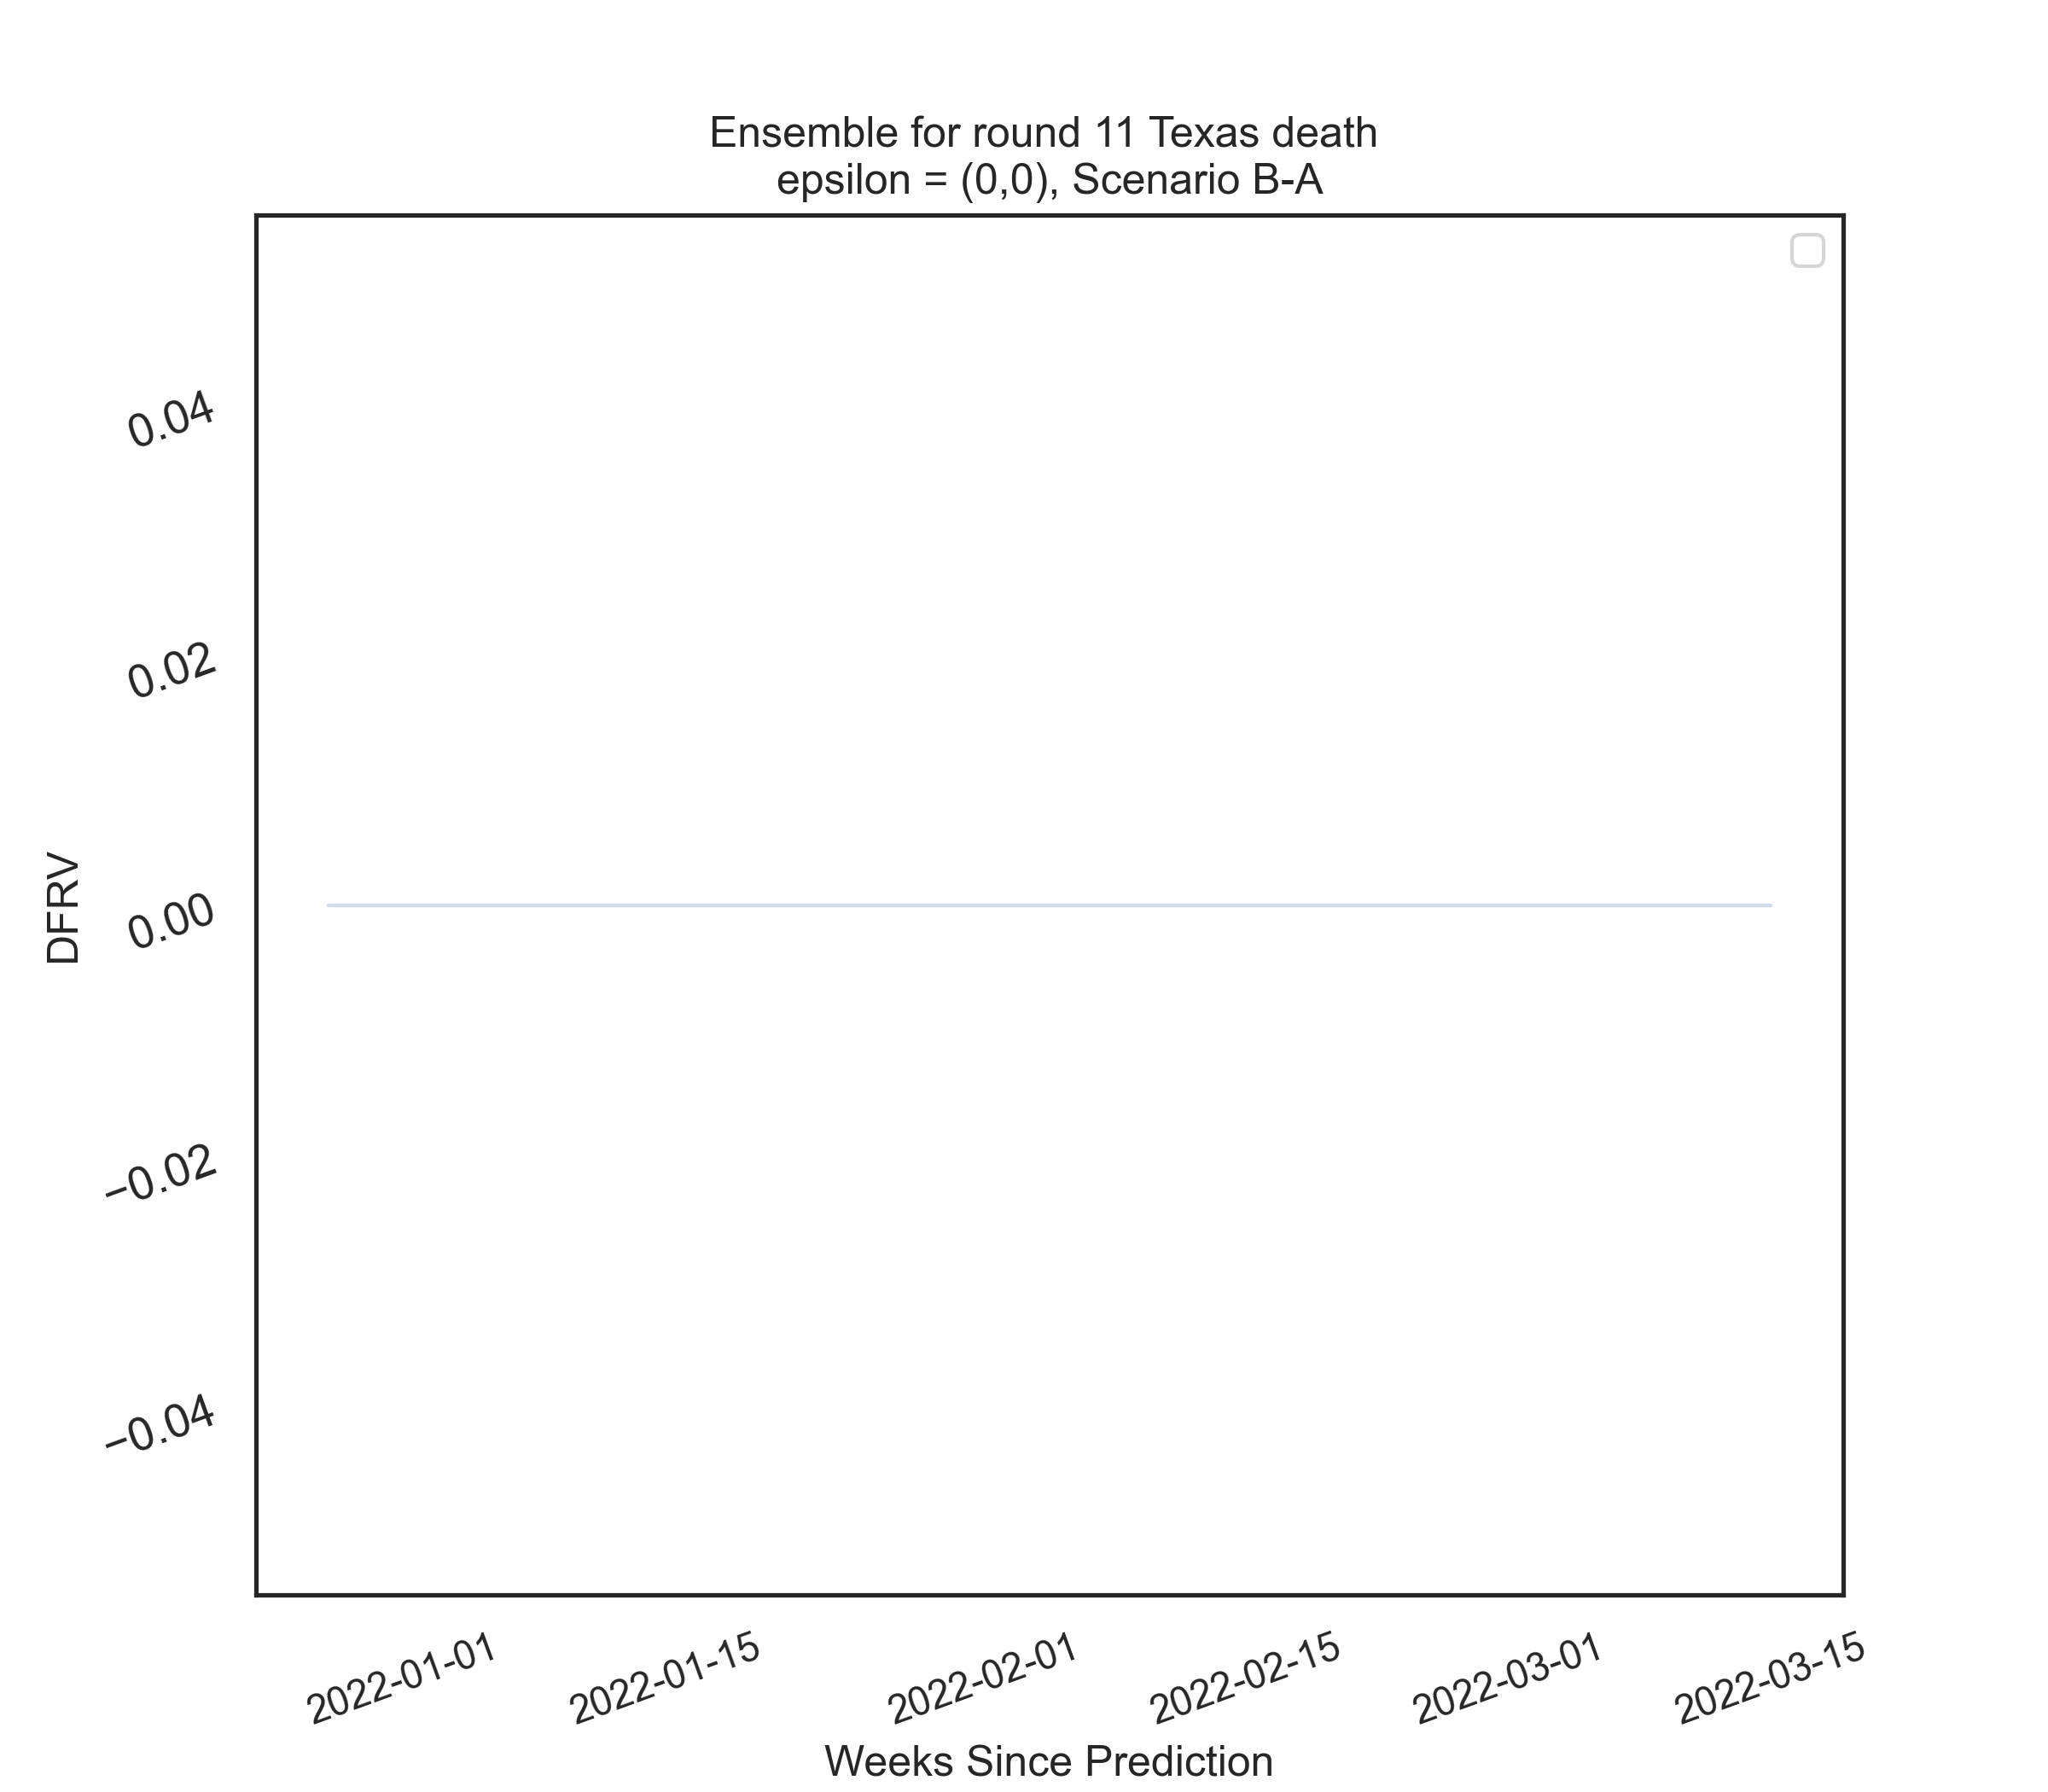 Ensemble for round 11 Texas death
epsilon = (0,0), Scenario B-A
0.04
0.02
0.00
−0.02
−0.04
DFRV
2022-01-01
2022-01-15
2022-02-01
2022-02-15
2022-03-01
2022-03-15
Weeks Since Prediction